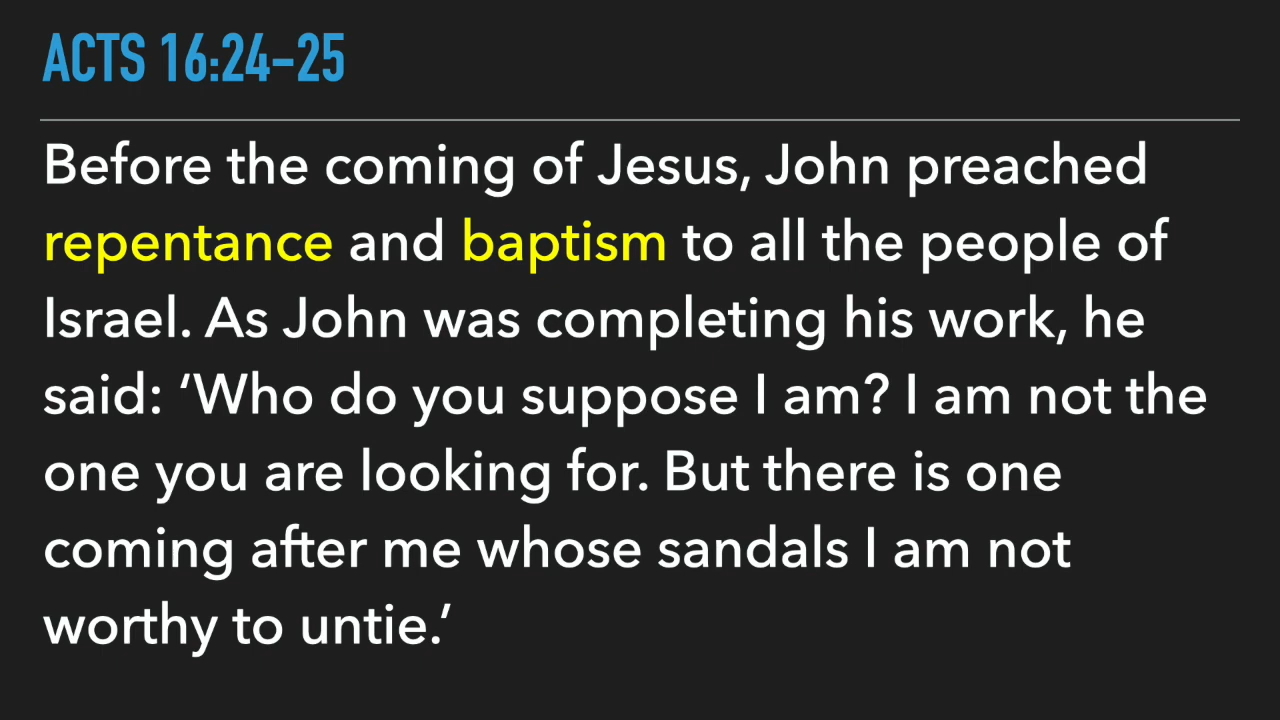 ACTS 16:24–25
Before the coming of Jesus, John preached
repentance and baptism to all the people of
Israel. As John was completing his work, he
said: ‘Who do you suppose I am? I am not the
one you are looking for. But there is one
coming after me whose sandals I am not
worthy to untie.’